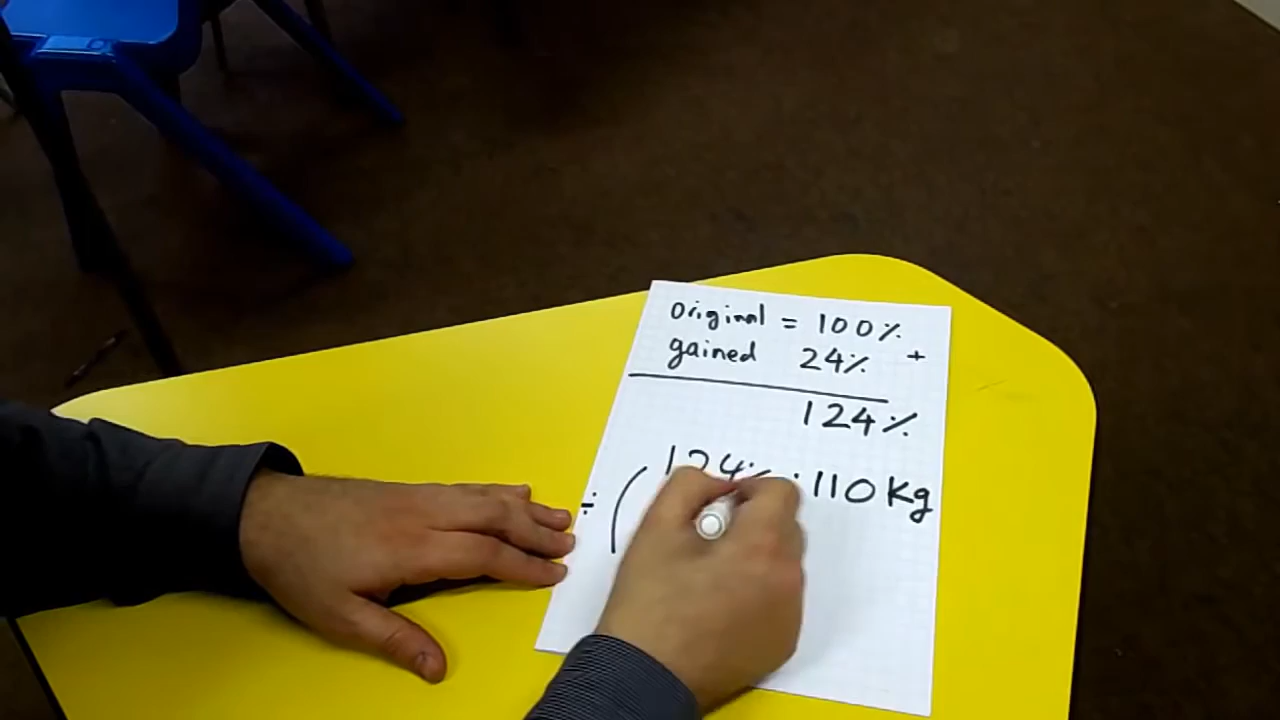 Original = 100%
gained 24% +
124%
÷ ( 124% : 110 Kg